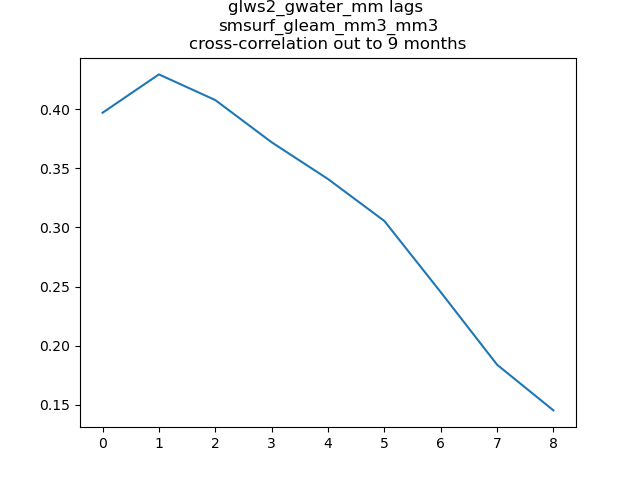 glws2_gwater_mm lags
smsurf_gleam_mm3_mm3
cross-correlation out to 9 months
0.40
0.35
0.30
0.25
0.20
0.15
0 1 2 3 4 5 6 7 8